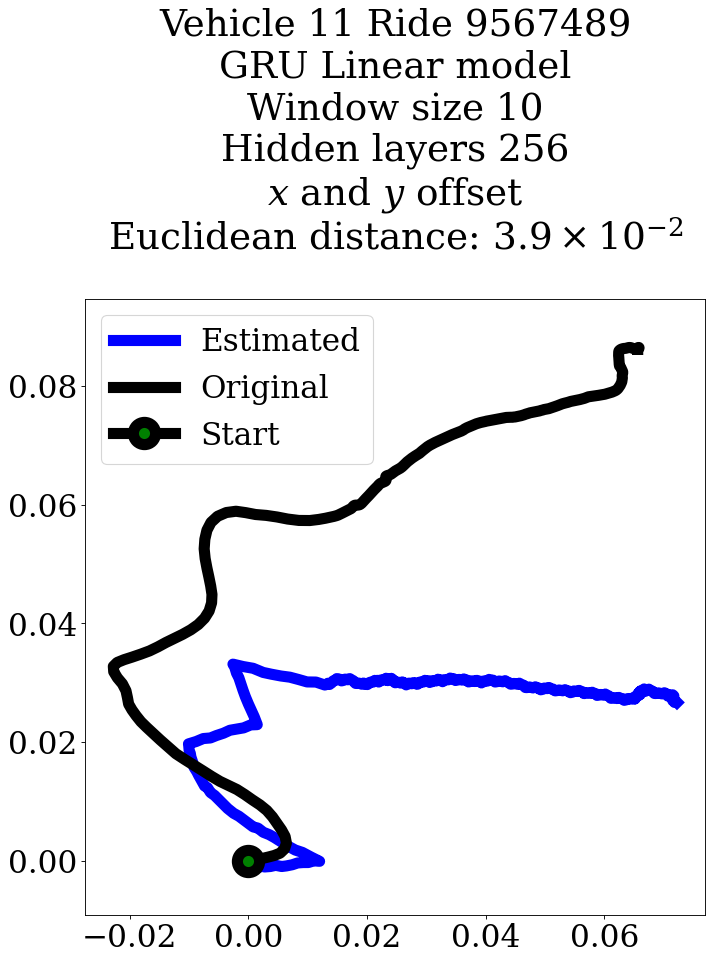 Vehicle 11 Ride 9567489
GRU Linear model
Window size 10
Hidden layers 256
x and y offset
Euclidean distance: 3.9 × 10⁻²
Estimated
Original
Start
0.08
0.06
0.04
0.02
0.00
−0.02 0.00 0.02 0.04 0.06